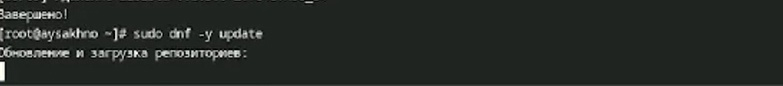 Завершено!
[root@aysakhno ~]# sudo dnf -y update
Обновление и загрузка репозиториев: